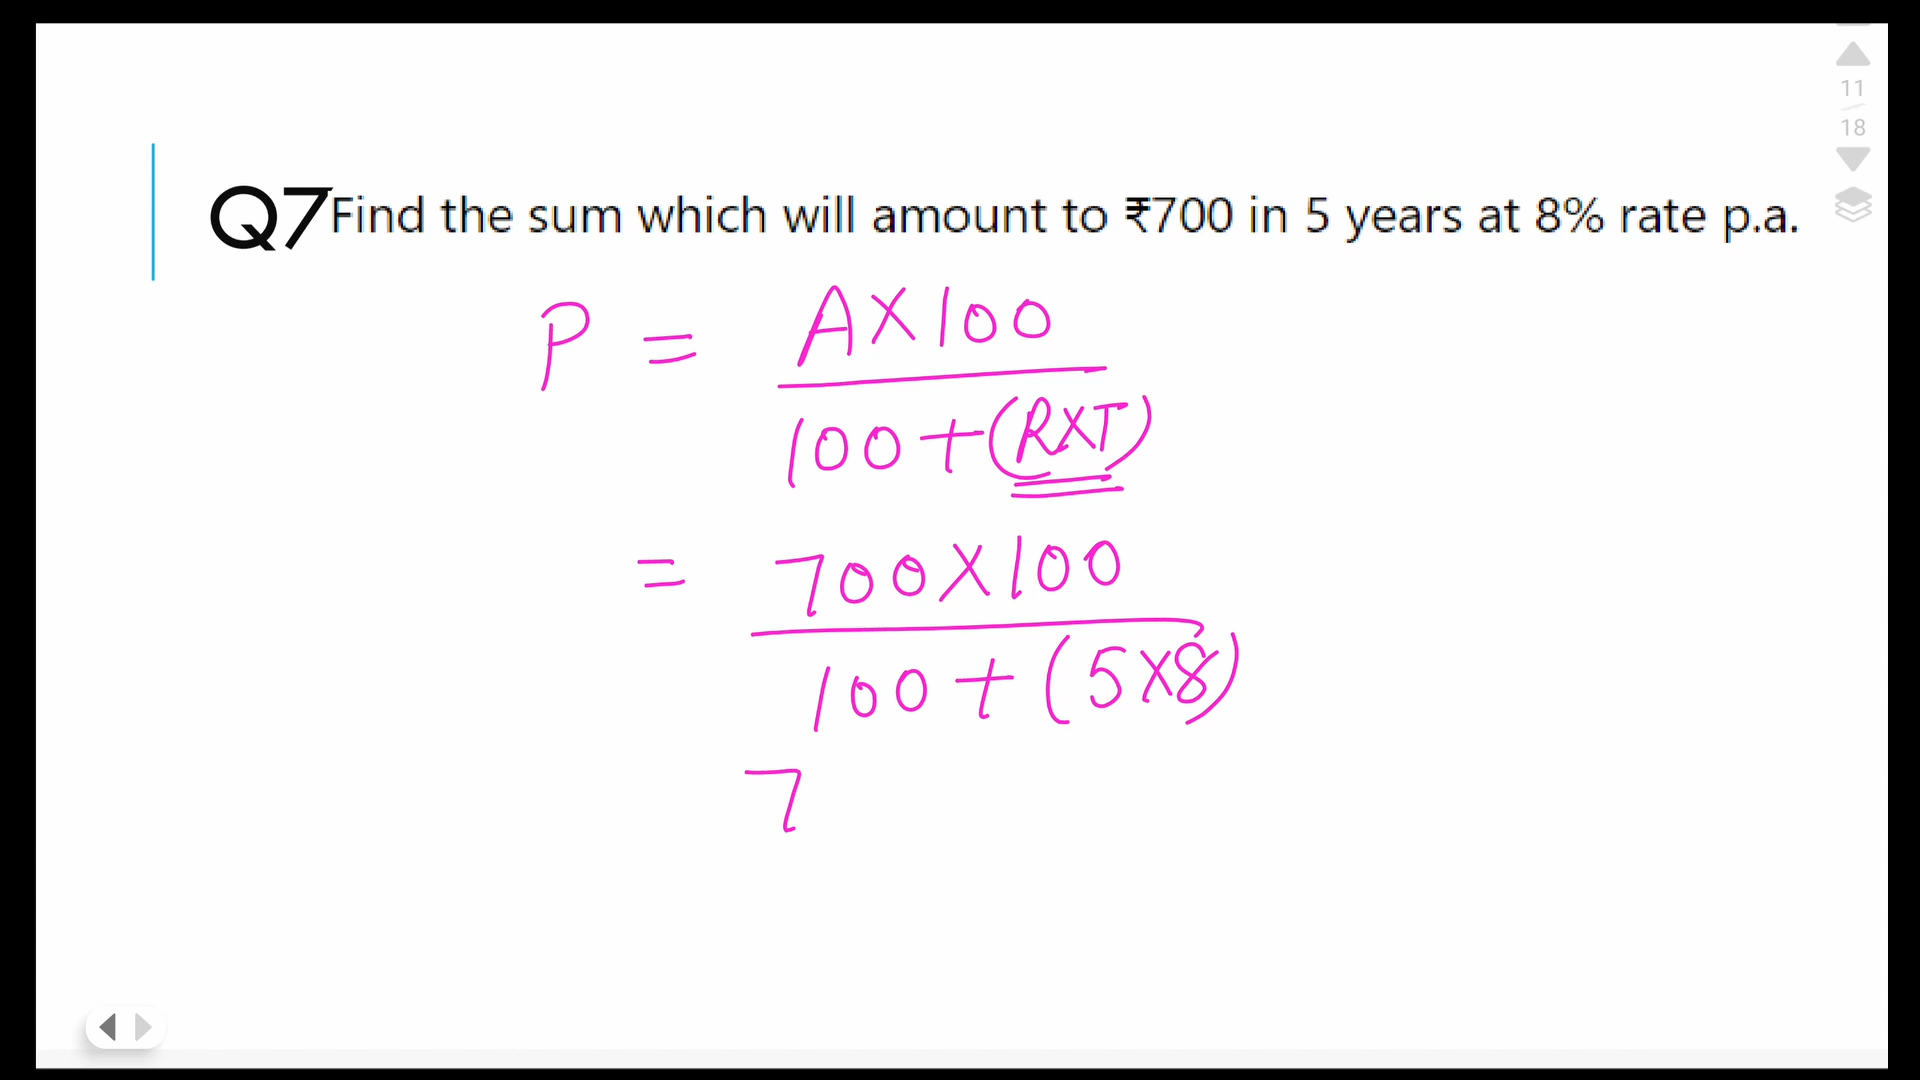 11
18
Q7 Find the sum which will amount to ₹700 in 5 years at 8% rate p.a.
P = A×100
100+(R×T)
= 700×100
100+(5×8)
7